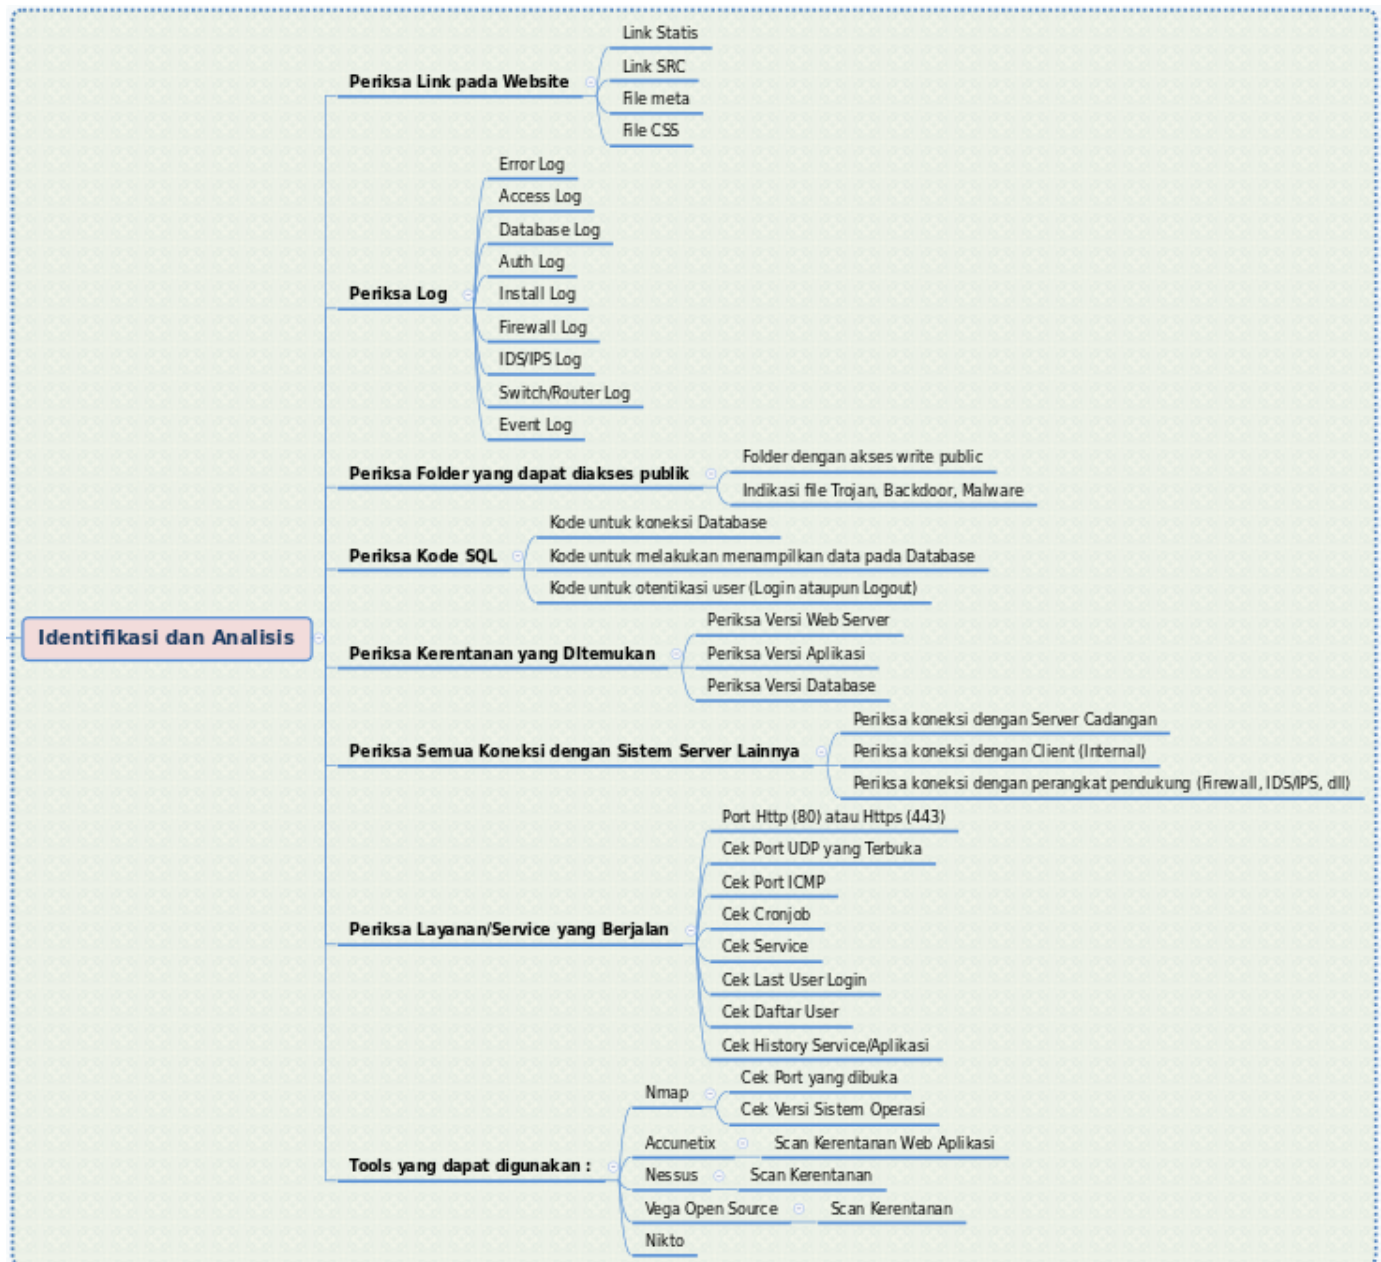 Link Statis
Periksa Link pada Website
Link SRC
File meta
File CSS
Error Log
Access Log
Database Log
Auth Log
Periksa Log
Install Log
Firewall Log
IDS/IPS Log
Switch/Router Log
Event Log
Periksa Folder yang dapat diakses publik
Folder dengan akses write public
Indikasi file Trojan, Backdoor, Malware
Kode untuk koneksi Database
Periksa Kode SQL
Kode untuk melakukan menampilkan data pada Database
Kode untuk otentikasi user (Login ataupun Logout)
Identifikasi dan Analisis
Periksa Versi Web Server
Periksa Kerentanan yang DItemukan
Periksa Versi Aplikasi
Periksa Versi Database
Periksa koneksi dengan Server Cadangan
Periksa Semua Koneksi dengan Sistem Server Lainnya
Periksa koneksi dengan Client (Internal)
Periksa koneksi dengan perangkat pendukung (Firewall, IDS/IPS, dll)
Port Http (80) atau Https (443)
Cek Port UDP yang Terbuka
Cek Port ICMP
Cek Cronjob
Periksa Layanan/Service yang Berjalan
Cek Service
Cek Last User Login
Cek Daftar User
Cek History Service/Aplikasi
Nmap
Cek Port yang dibuka
Cek Versi Sistem Operasi
Accunetix
Scan Kerentanan Web Aplikasi
Tools yang dapat digunakan :
Nessus
Scan Kerentanan
Vega Open Source
Scan Kerentanan
Nikto